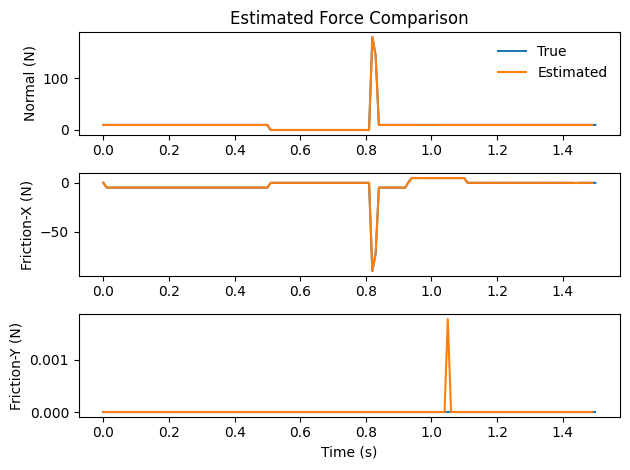 Estimated Force Comparison
Normal (N)
100
0
True
Estimated
0.0 0.2 0.4 0.6 0.8 1.0 1.2 1.4
Friction-X (N)
0
−50
0.0 0.2 0.4 0.6 0.8 1.0 1.2 1.4
Friction-Y (N)
0.001
0.000
0.0 0.2 0.4 0.6 0.8 1.0 1.2 1.4
Time (s)